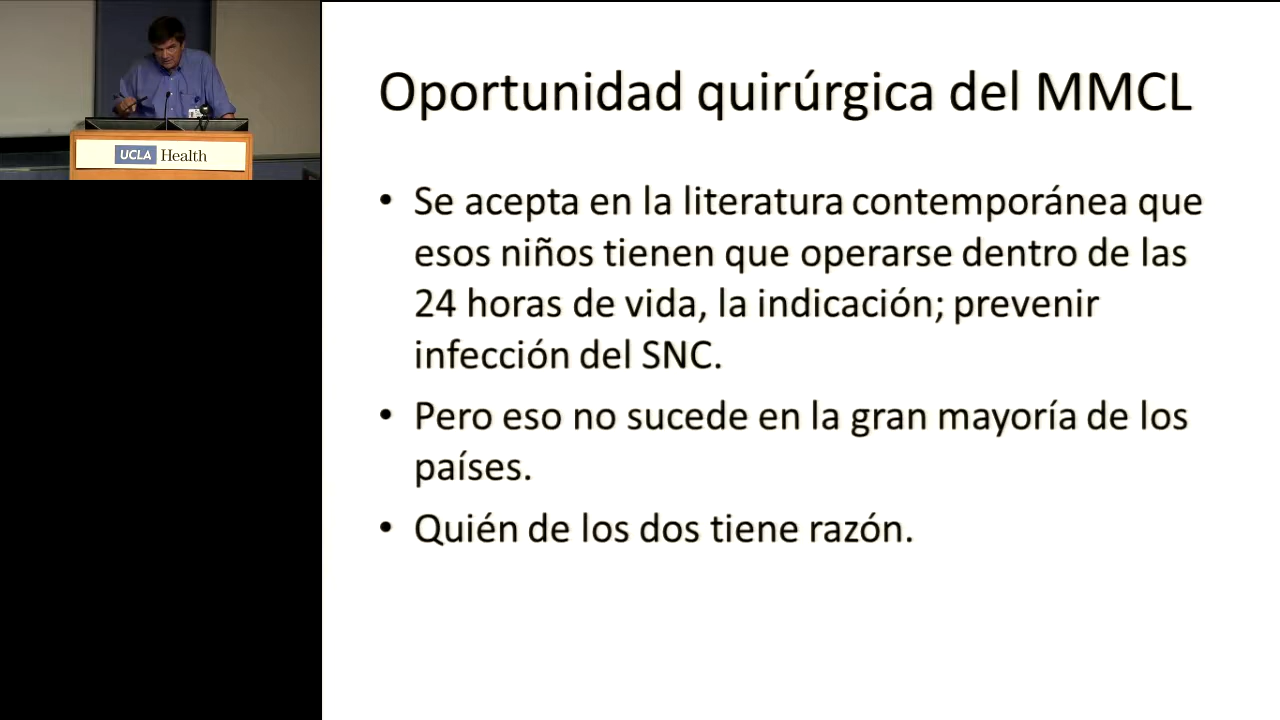 UCLA Health
Oportunidad quirúrgica del MMCL
• Se acepta en la literatura contemporánea que
esos niños tienen que operarse dentro de las
24 horas de vida, la indicación; prevenir
infección del SNC.
• Pero eso no sucede en la gran mayoría de los
países.
• Quién de los dos tiene razón.